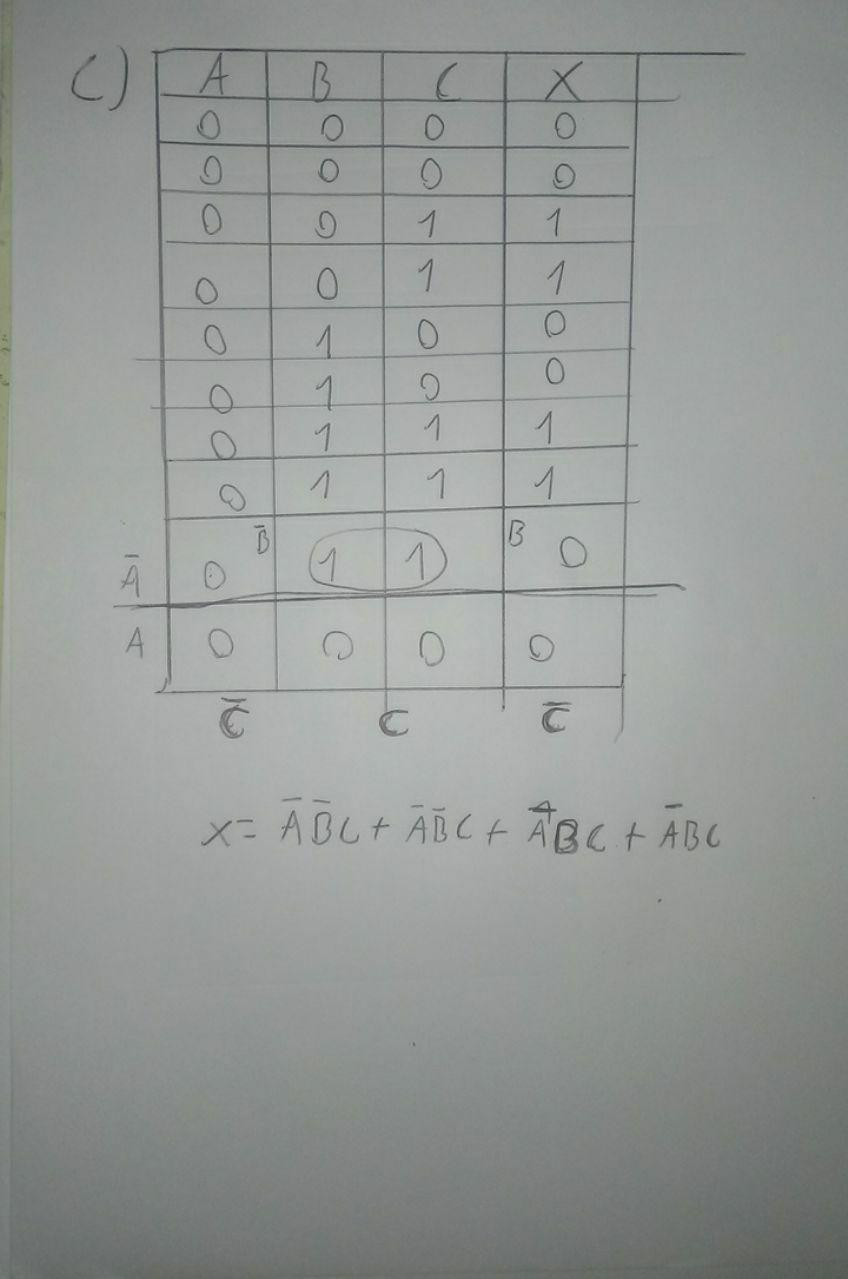 C) A B C X
0 0 0 0
0 0 0 0
0 0 1 1
0 0 1 1
0 1 0 0
0 1 0 0
0 1 1 1
0 1 1 1
Ā 0 B̄ 1 1 B 0
A 0 0 0 0
C̄ C C̄
X= ĀB̄C + ĀB̄C + ĀBC + ĀBC